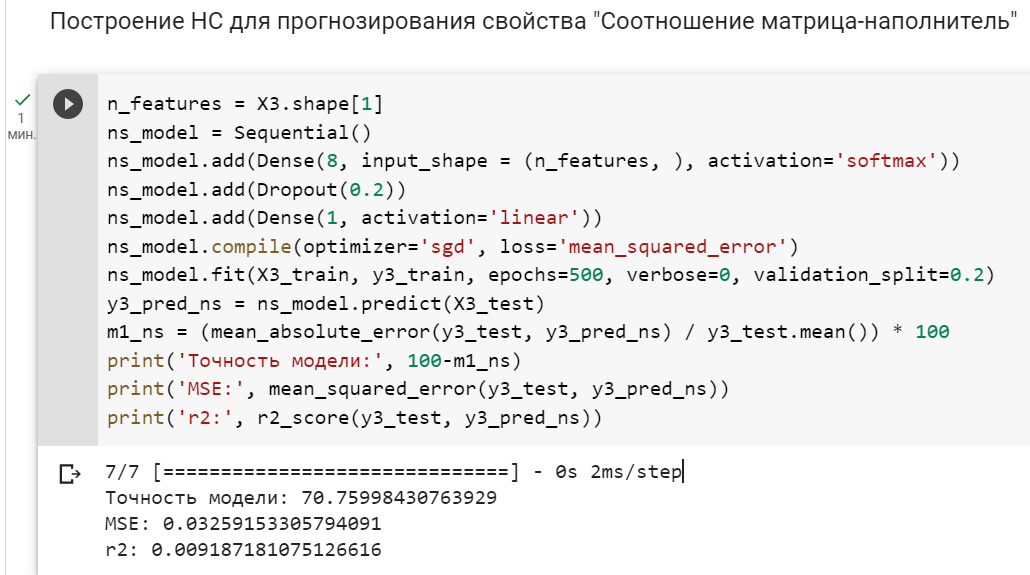 Построение НС для прогнозирования свойства "Соотношение матрица-наполнитель"
1
мин.
n_features = X3.shape[1]
ns_model = Sequential()
ns_model.add(Dense(8, input_shape = (n_features, ), activation='softmax'))
ns_model.add(Dropout(0.2))
ns_model.add(Dense(1, activation='linear'))
ns_model.compile(optimizer='sgd', loss='mean_squared_error')
ns_model.fit(X3_train, y3_train, epochs=500, verbose=0, validation_split=0.2)
y3_pred_ns = ns_model.predict(X3_test)
m1_ns = (mean_absolute_error(y3_test, y3_pred_ns) / y3_test.mean()) * 100
print('Точность модели:', 100-m1_ns)
print('MSE:', mean_squared_error(y3_test, y3_pred_ns))
print('r2:', r2_score(y3_test, y3_pred_ns))
7/7 [==============================] - 0s 2ms/step
Точность модели: 70.75998430763929
MSE: 0.03259153305794091
r2: 0.009187181075126616